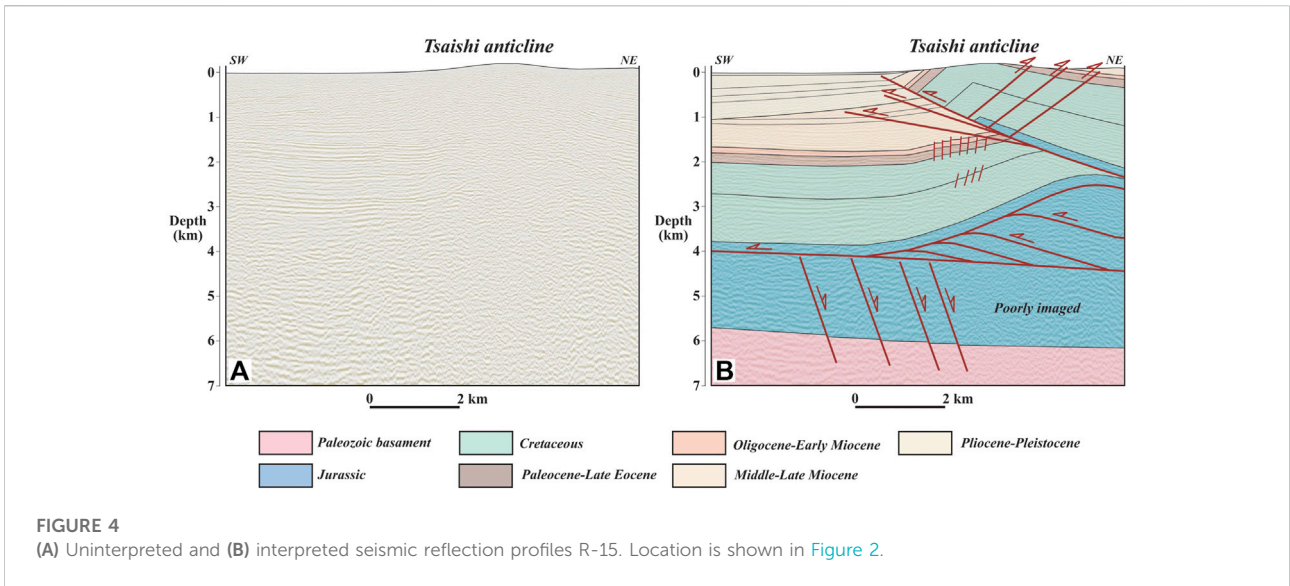 Tsaishi anticline
SW NE
0
1
2
3
4
5
6
7
Depth
(km)
A
0 2 km
Tsaishi anticline
SW NE
0
1
2
3
4
5
6
7
Depth
(km)
Poorly imaged
B
0 2 km
Paleozoic basament
Cretaceous
Oligocene-Early Miocene
Pliocene-Pleistocene
Jurassic
Paleocene-Late Eocene
Middle-Late Miocene
FIGURE 4
(A) Uninterpreted and (B) interpreted seismic reflection profiles R-15. Location is shown in Figure 2.